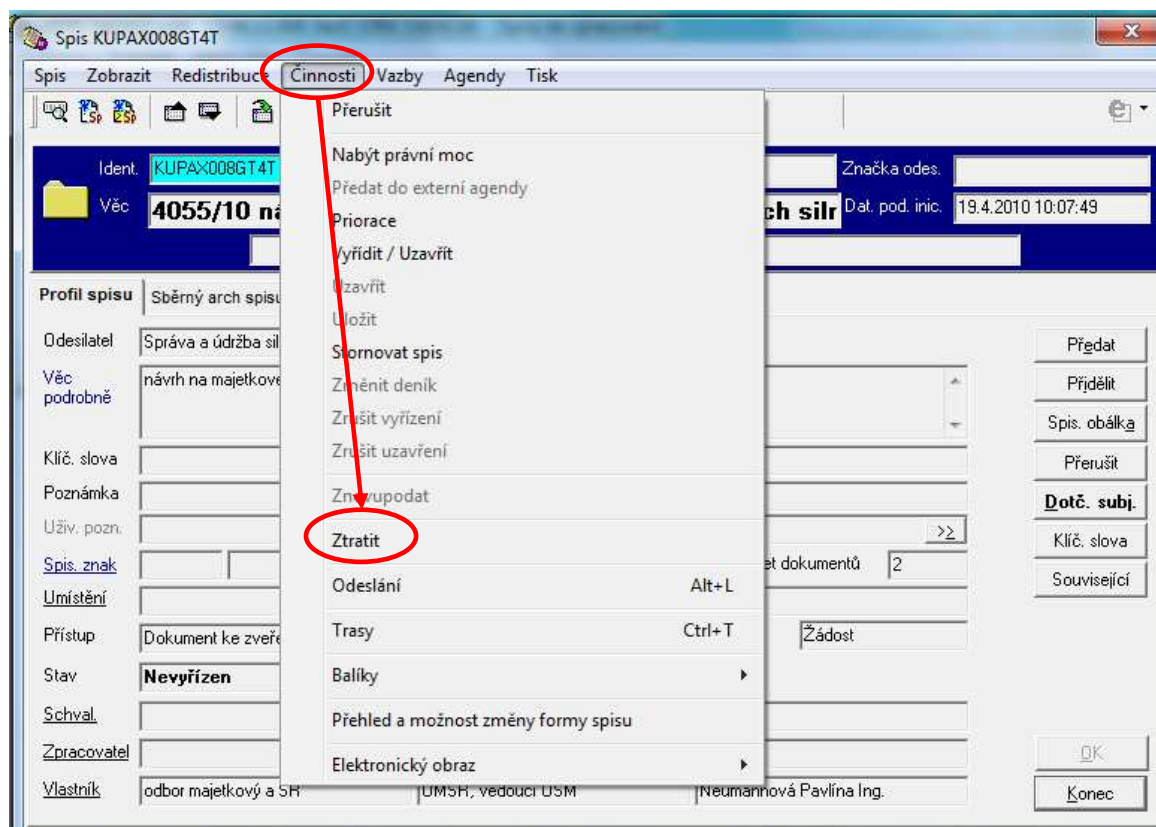 Spis KUPAX008GT4T
Spis Zobrazit Redistribuce Činnosti Vazby Agendy Tisk
Přerušit
Nabýt právní moc
Předat do externí agendy
Priorace
Vyřídit / Uzavřít
Uzavřít
Uložit
Stornovat spis
Změnit deník
Zrušit vyřízení
Zrušit uzavření
Znovupodat
Ztratit
Odeslání Alt+L
Trasy Ctrl+T
Balíky
Přehled a možnost změny formy spisu
Elektronický obraz
Ident. KUPAX008GT4T Značka odes.
Věc 4055/10 ná ch silr Dat. pod. inic. 19.4.2010 10:07:49
Profil spisu Sběrný arch spisu
Odesilatel Správa a údržba sil
Věc podrobně návrh na majetkové
Klíč. slova
Poznámka
Uživ. pozn. >>
Spis. znak et dokumentů 2
Umístění
Přístup Dokument ke zveře Žádost
Stav Nevyřízen
Schval.
Zpracovatel
Vlastník odbor majetkový a SR Neumannová Pavlína Ing.
Předat
Přidělit
Spis. obálka
Přerušit
Dotč. subj.
Klíč. slova
Související
OK
Konec